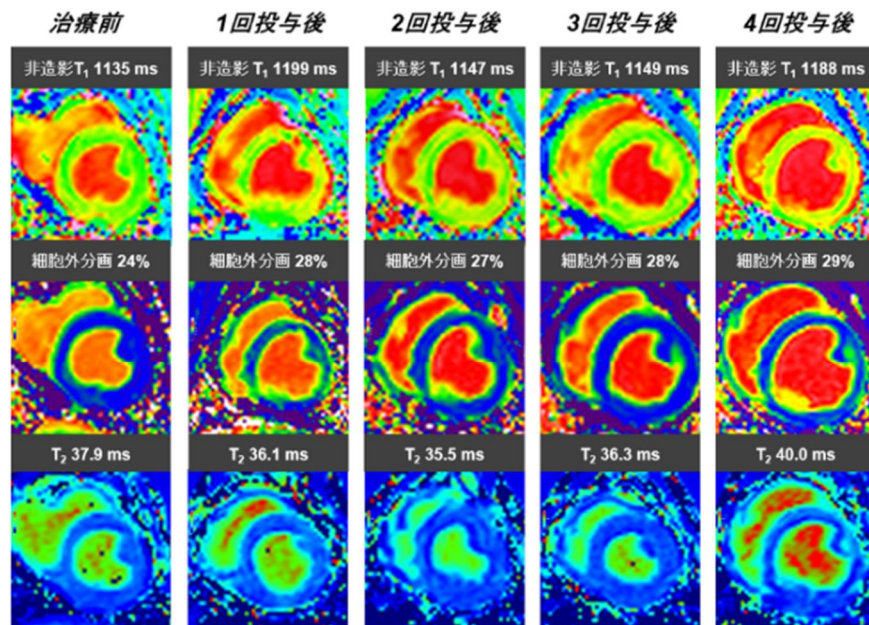 治療前 1回投与後 2回投与後 3回投与後 4回投与後
非造影T₁ 1135 ms 非造影 T₁ 1199 ms 非造影 T₁ 1147 ms 非造影 T₁ 1149 ms 非造影 T₁ 1188 ms
細胞外分画 24% 細胞外分画 28% 細胞外分画 27% 細胞外分画 28% 細胞外分画 29%
T₂ 37.9 ms T₂ 36.1 ms T₂ 35.5 ms T₂ 36.3 ms T₂ 40.0 ms